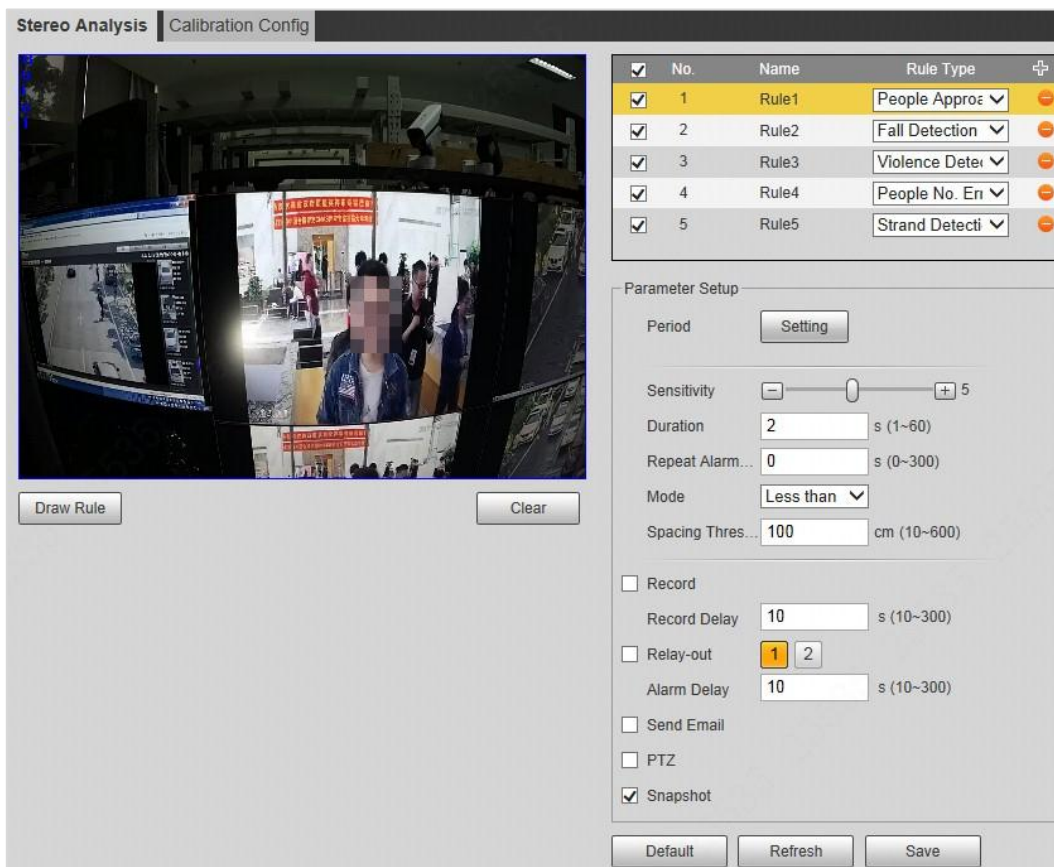 Stereo Analysis Calibration Config
No. Name Rule Type
1 Rule1 People Approa
2 Rule2 Fall Detection
3 Rule3 Violence Detec
4 Rule4 People No. Err
5 Rule5 Strand Detecti
Draw Rule Clear
Parameter Setup
Period Setting
Sensitivity 5
Duration 2 s (1~60)
Repeat Alarm... 0 s (0~300)
Mode Less than
Spacing Thres... 100 cm (10~600)
Record
Record Delay 10 s (10~300)
Relay-out 1 2
Alarm Delay 10 s (10~300)
Send Email
PTZ
Snapshot
Default Refresh Save